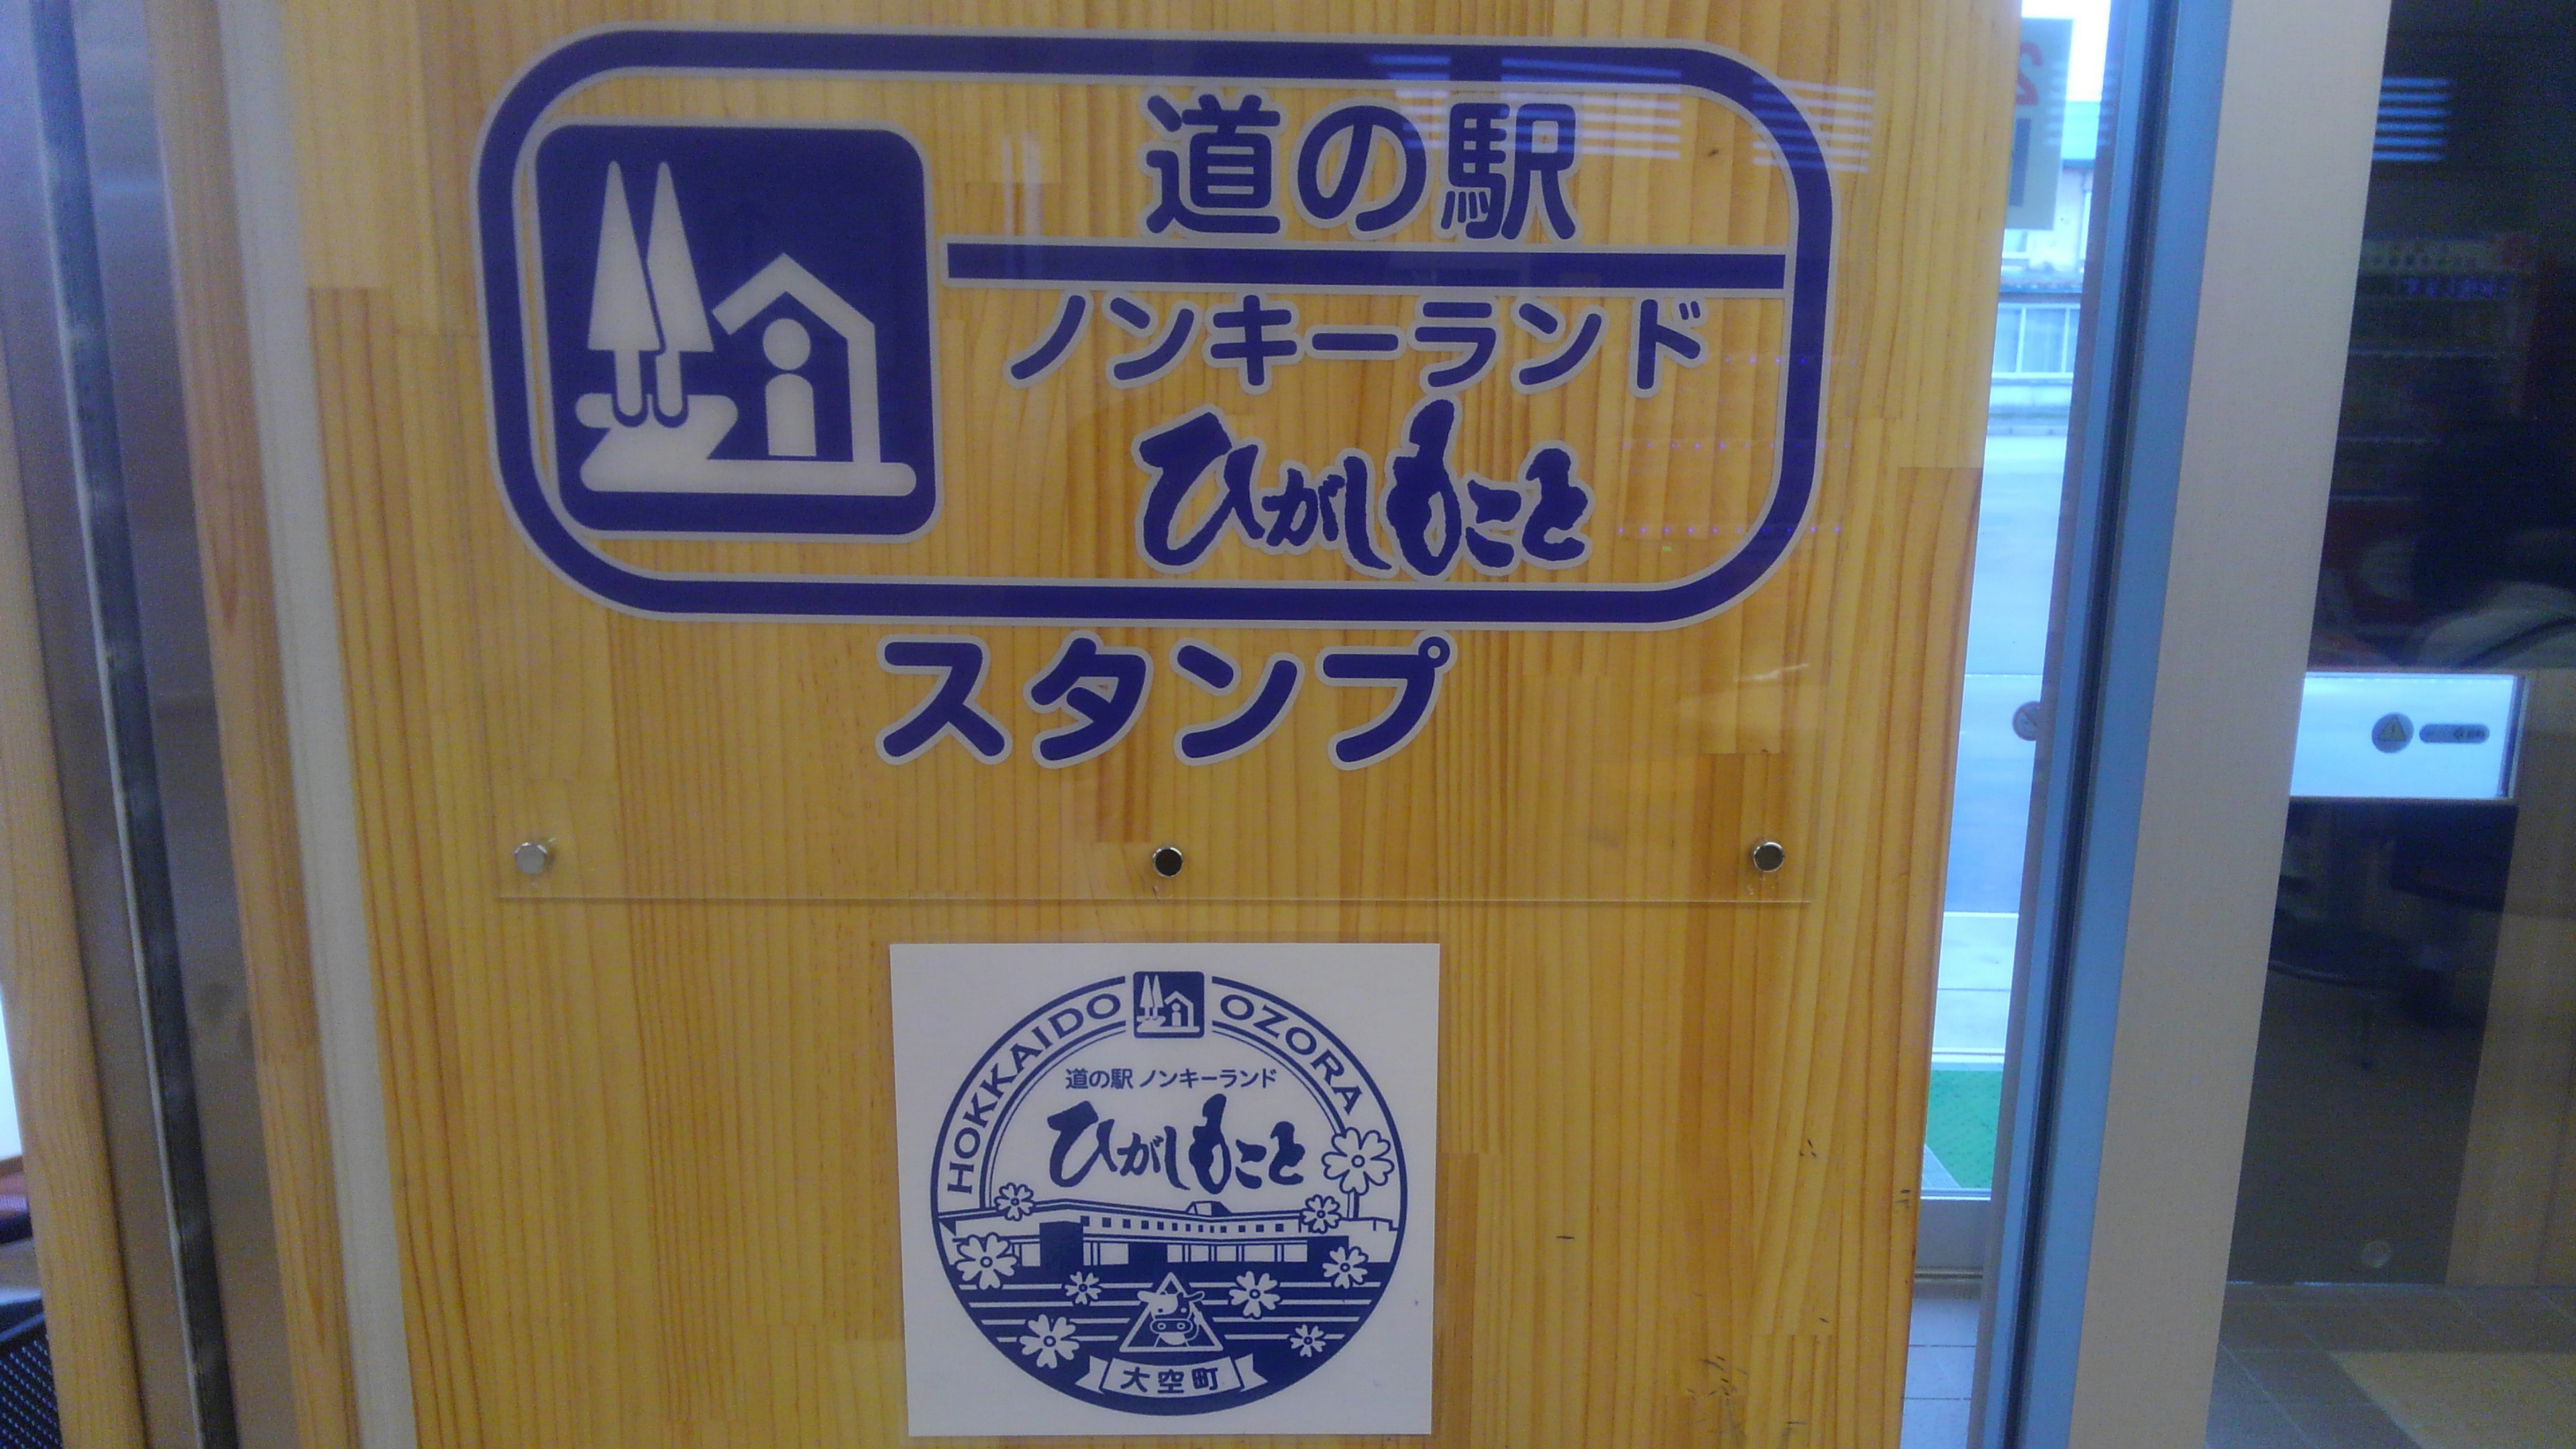 道の駅
ノンキーランド
ひがしもこと
スタンプ
HOKKAIDO OZORA
道の駅 ノンキーランド
ひがしもこと
大空町